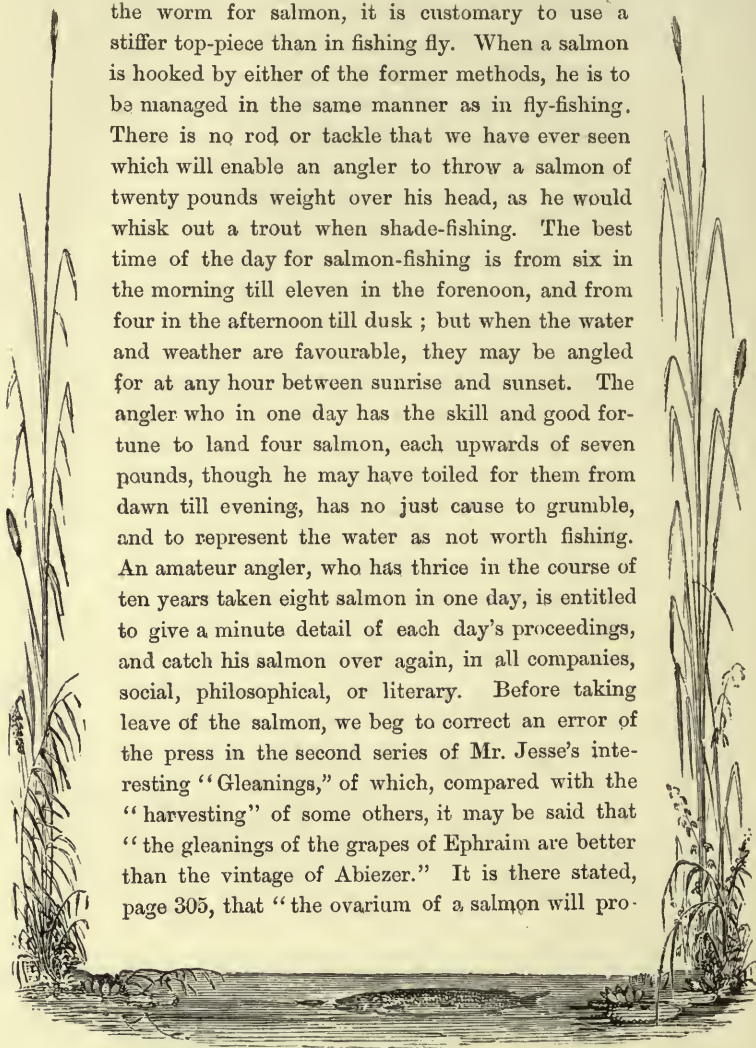 the worm for salmon, it is customary to use a
stiffer top-piece than in fishing fly. When a salmon
is hooked by either of the former methods, he is to
be managed in the same manner as in fly-fishing.
There is no rod or tackle that we have ever seen
which will enable an angler to throw a salmon of
twenty pounds weight over his head, as he would
whisk out a trout when shade-fishing. The best
time of the day for salmon-fishing is from six in
the morning till eleven in the forenoon, and from
four in the afternoon till dusk ; but when the water
and weather are favourable, they may be angled
for at any hour between sunrise and sunset. The
angler who in one day has the skill and good for-
tune to land four salmon, each upwards of seven
pounds, though he may have toiled for them from
dawn till evening, has no just cause to grumble,
and to represent the water as not worth fishing.
An amateur angler, who has thrice in the course of
ten years taken eight salmon in one day, is entitled
to give a minute detail of each day's proceedings,
and catch his salmon over again, in all companies,
social, philosophical, or literary. Before taking
leave of the salmon, we beg to correct an error of
the press in the second series of Mr. Jesse's inte-
resting "Gleanings," of which, compared with the
"harvesting" of some others, it may be said that
"the gleanings of the grapes of Ephraim are better
than the vintage of Abiezer." It is there stated,
page 305, that "the ovarium of a salmon will pro-